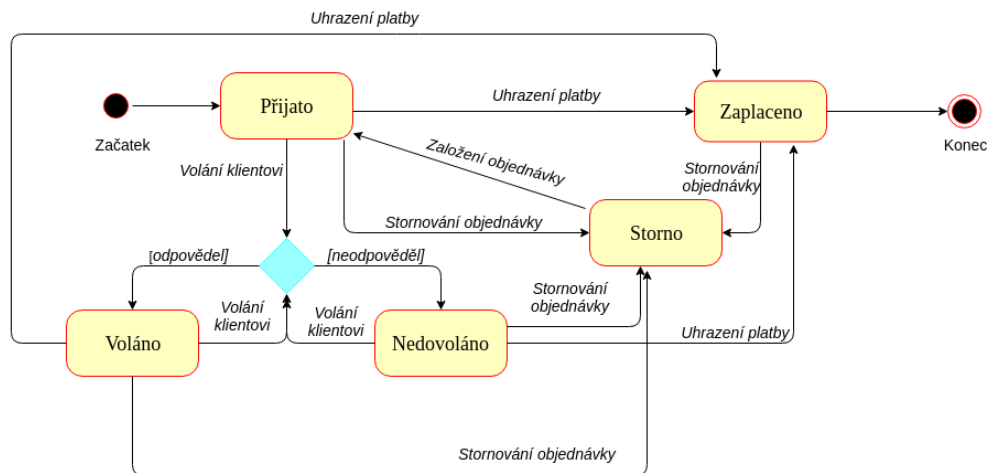 Uhrazení platby
Přijato
Uhrazení platby
Zaplaceno
Začatek
Konec
Volání klientovi
Založení objednávky
Stornování
objednávky
Stornování objednávky
Storno
[odpovědel]
[neodpověděl]
Volání
klientovi
Volání
klientovi
Stornování
objednávky
Voláno
Nedovoláno
Uhrazení platby
Stornování objednávky